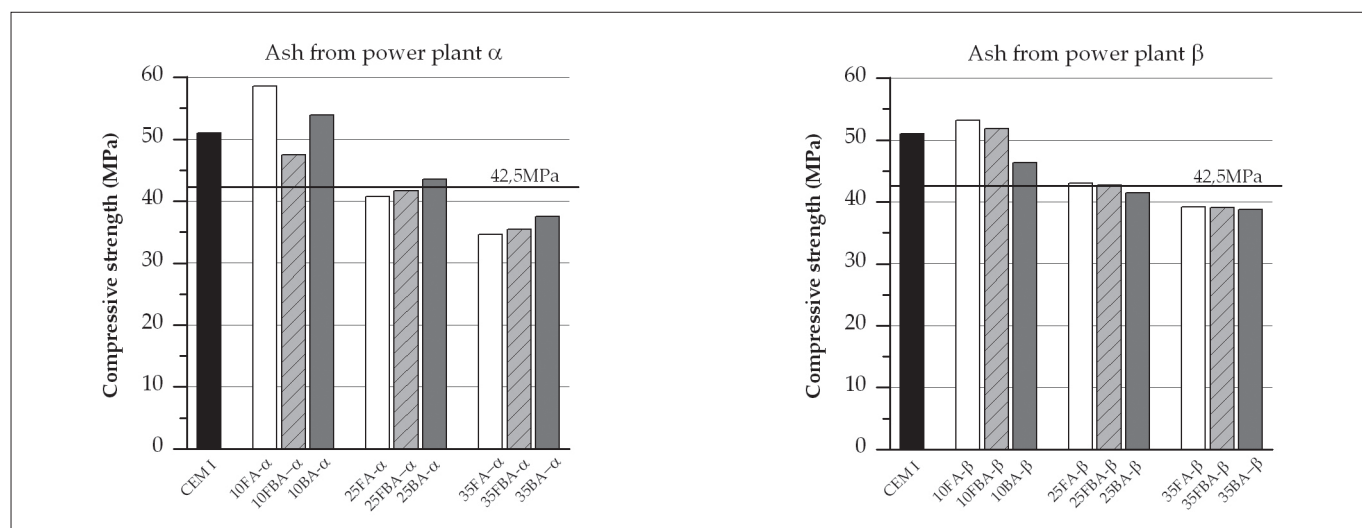 Ash from power plant α
Compressive strength (MPa)
60
50
40
30
20
10
0
42,5MPa
CEM I
10FA-α
10FBA–α
10BA-α
25FA-α
25FBA–α
25BA-α
35FA–α
35FBA-α
35BA–α
Ash from power plant β
Compressive strength (MPa)
60
50
40
30
20
10
0
42,5MPa
CEM I
10FA-β
10FBA-β
10BA-β
25FA-β
25FBA-β
25BA-β
35FA-β
35FBA-β
35BA–β